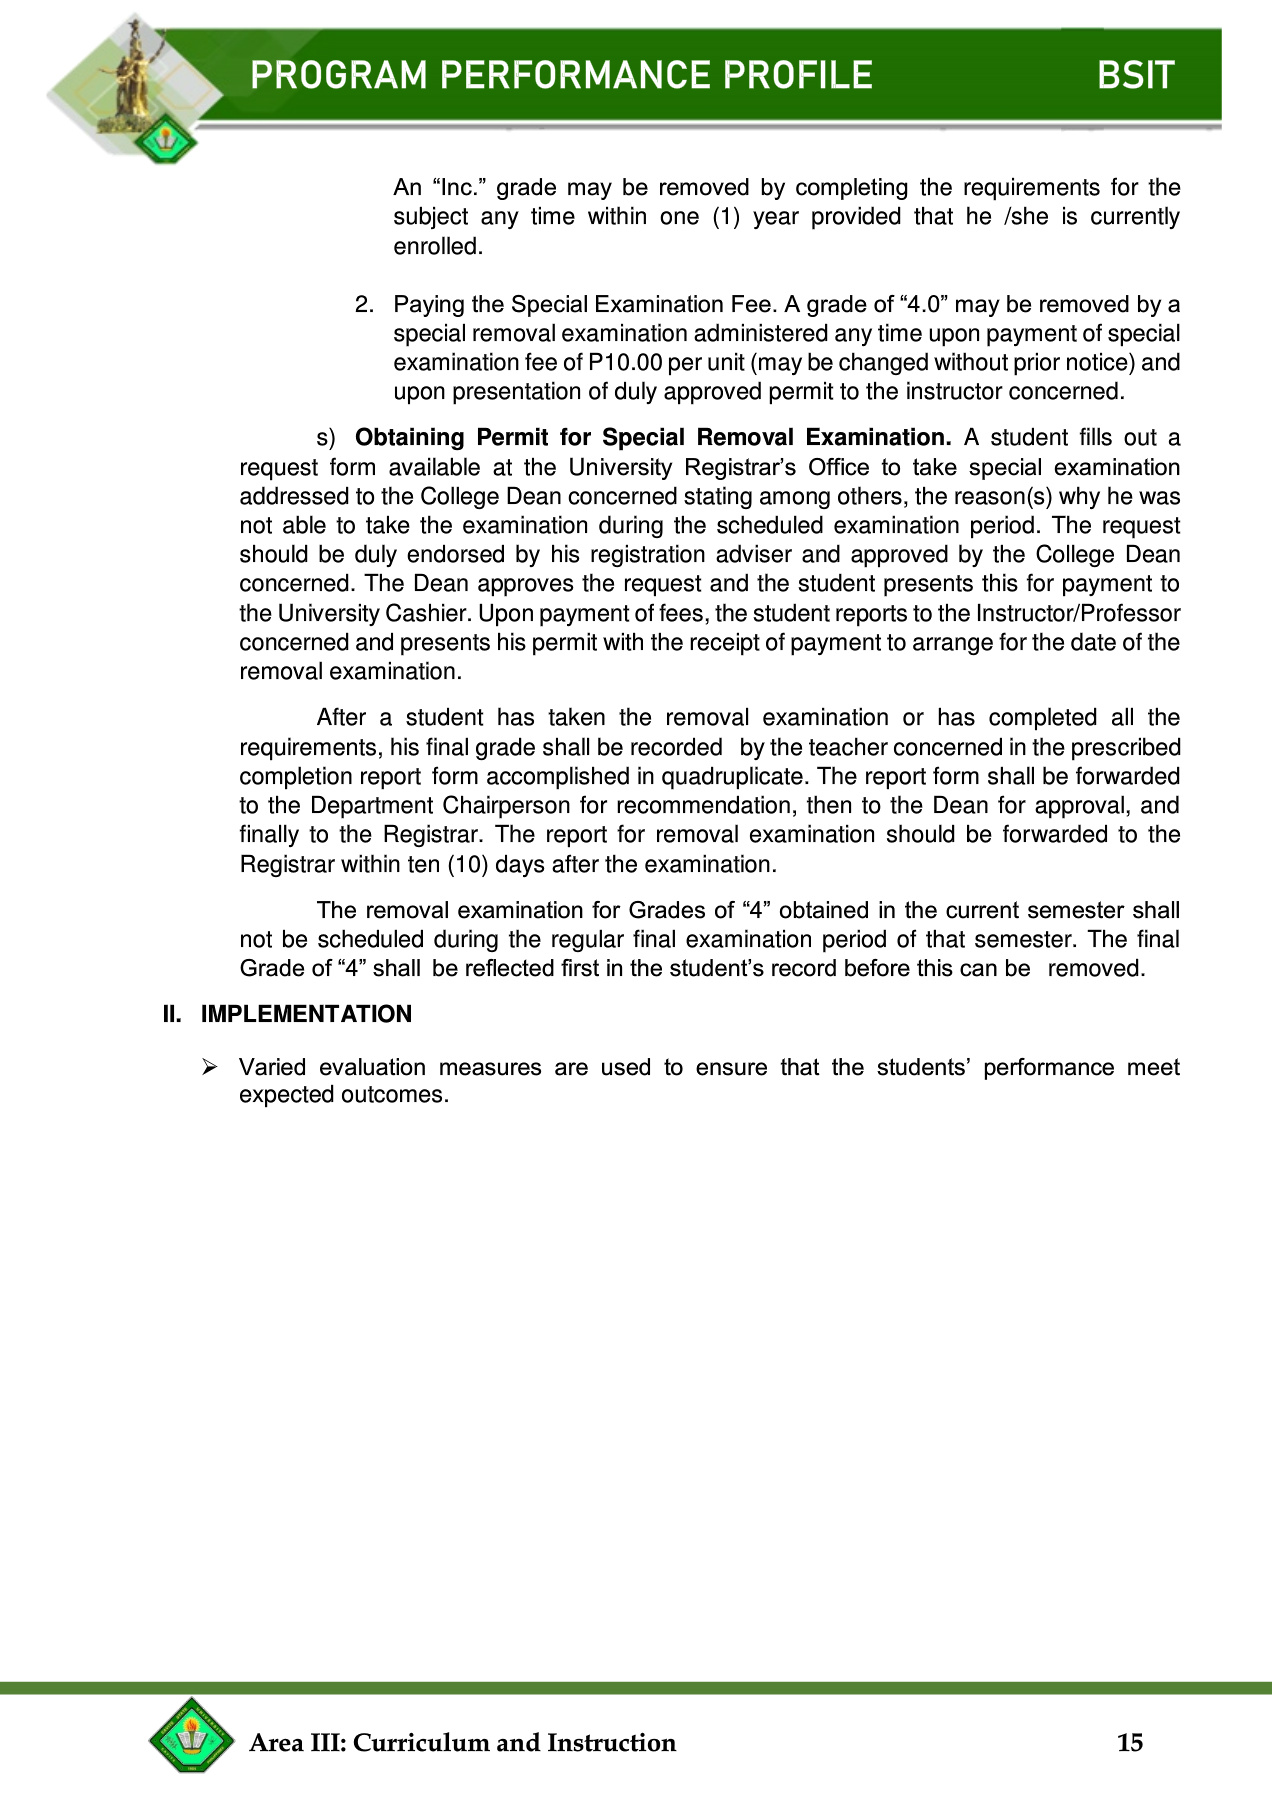 PROGRAM PERFORMANCE PROFILE BSIT
An “Inc.” grade may be removed by completing the requirements for the
subject any time within one (1) year provided that he /she is currently
enrolled.
2. Paying the Special Examination Fee. A grade of “4.0” may be removed by a
special removal examination administered any time upon payment of special
examination fee of P10.00 per unit (may be changed without prior notice) and
upon presentation of duly approved permit to the instructor concerned.
s) Obtaining Permit for Special Removal Examination. A student fills out a
request form available at the University Registrar’s Office to take special examination
addressed to the College Dean concerned stating among others, the reason(s) why he was
not able to take the examination during the scheduled examination period. The request
should be duly endorsed by his registration adviser and approved by the College Dean
concerned. The Dean approves the request and the student presents this for payment to
the University Cashier. Upon payment of fees, the student reports to the Instructor/Professor
concerned and presents his permit with the receipt of payment to arrange for the date of the
removal examination.
After a student has taken the removal examination or has completed all the
requirements, his final grade shall be recorded by the teacher concerned in the prescribed
completion report form accomplished in quadruplicate. The report form shall be forwarded
to the Department Chairperson for recommendation, then to the Dean for approval, and
finally to the Registrar. The report for removal examination should be forwarded to the
Registrar within ten (10) days after the examination.
The removal examination for Grades of “4” obtained in the current semester shall
not be scheduled during the regular final examination period of that semester. The final
Grade of “4” shall be reflected first in the student’s record before this can be removed.
II. IMPLEMENTATION
➢ Varied evaluation measures are used to ensure that the students’ performance meet
expected outcomes.
Area III: Curriculum and Instruction 15